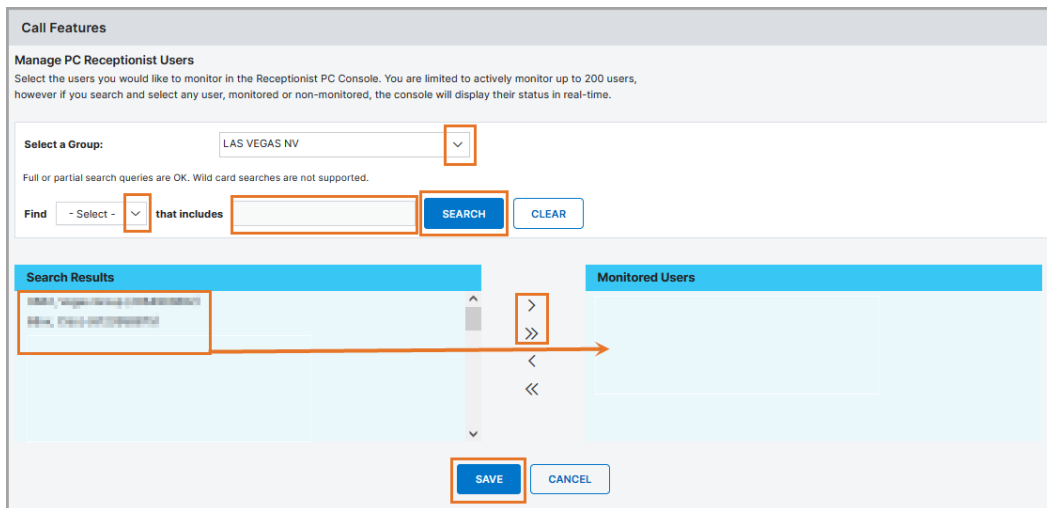 Call Features
Manage PC Receptionist Users
Select the users you would like to monitor in the Receptionist PC Console. You are limited to actively monitor up to 200 users,
however if you search and select any user, monitored or non-monitored, the console will display their status in real-time.
Select a Group: LAS VEGAS NV
Full or partial search queries are OK. Wild card searches are not supported.
Find - Select - that includes SEARCH CLEAR
Search Results Monitored Users
SAVE CANCEL